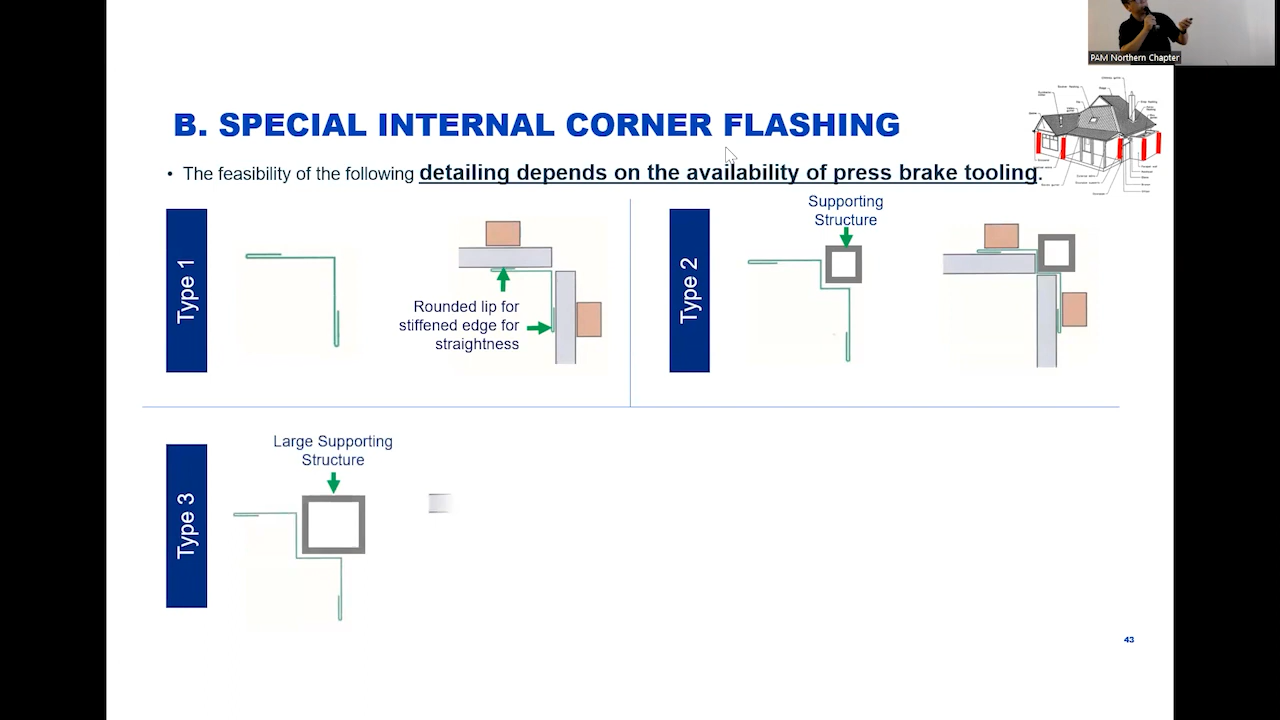 PAM Northern Chapter
B. SPECIAL INTERNAL CORNER FLASHING
• The feasibility of the following detailing depends on the availability of press brake tooling.
Type 1
Rounded lip for
stiffened edge for
straightness
Type 2
Supporting
Structure
Type 3
Large Supporting
Structure
43